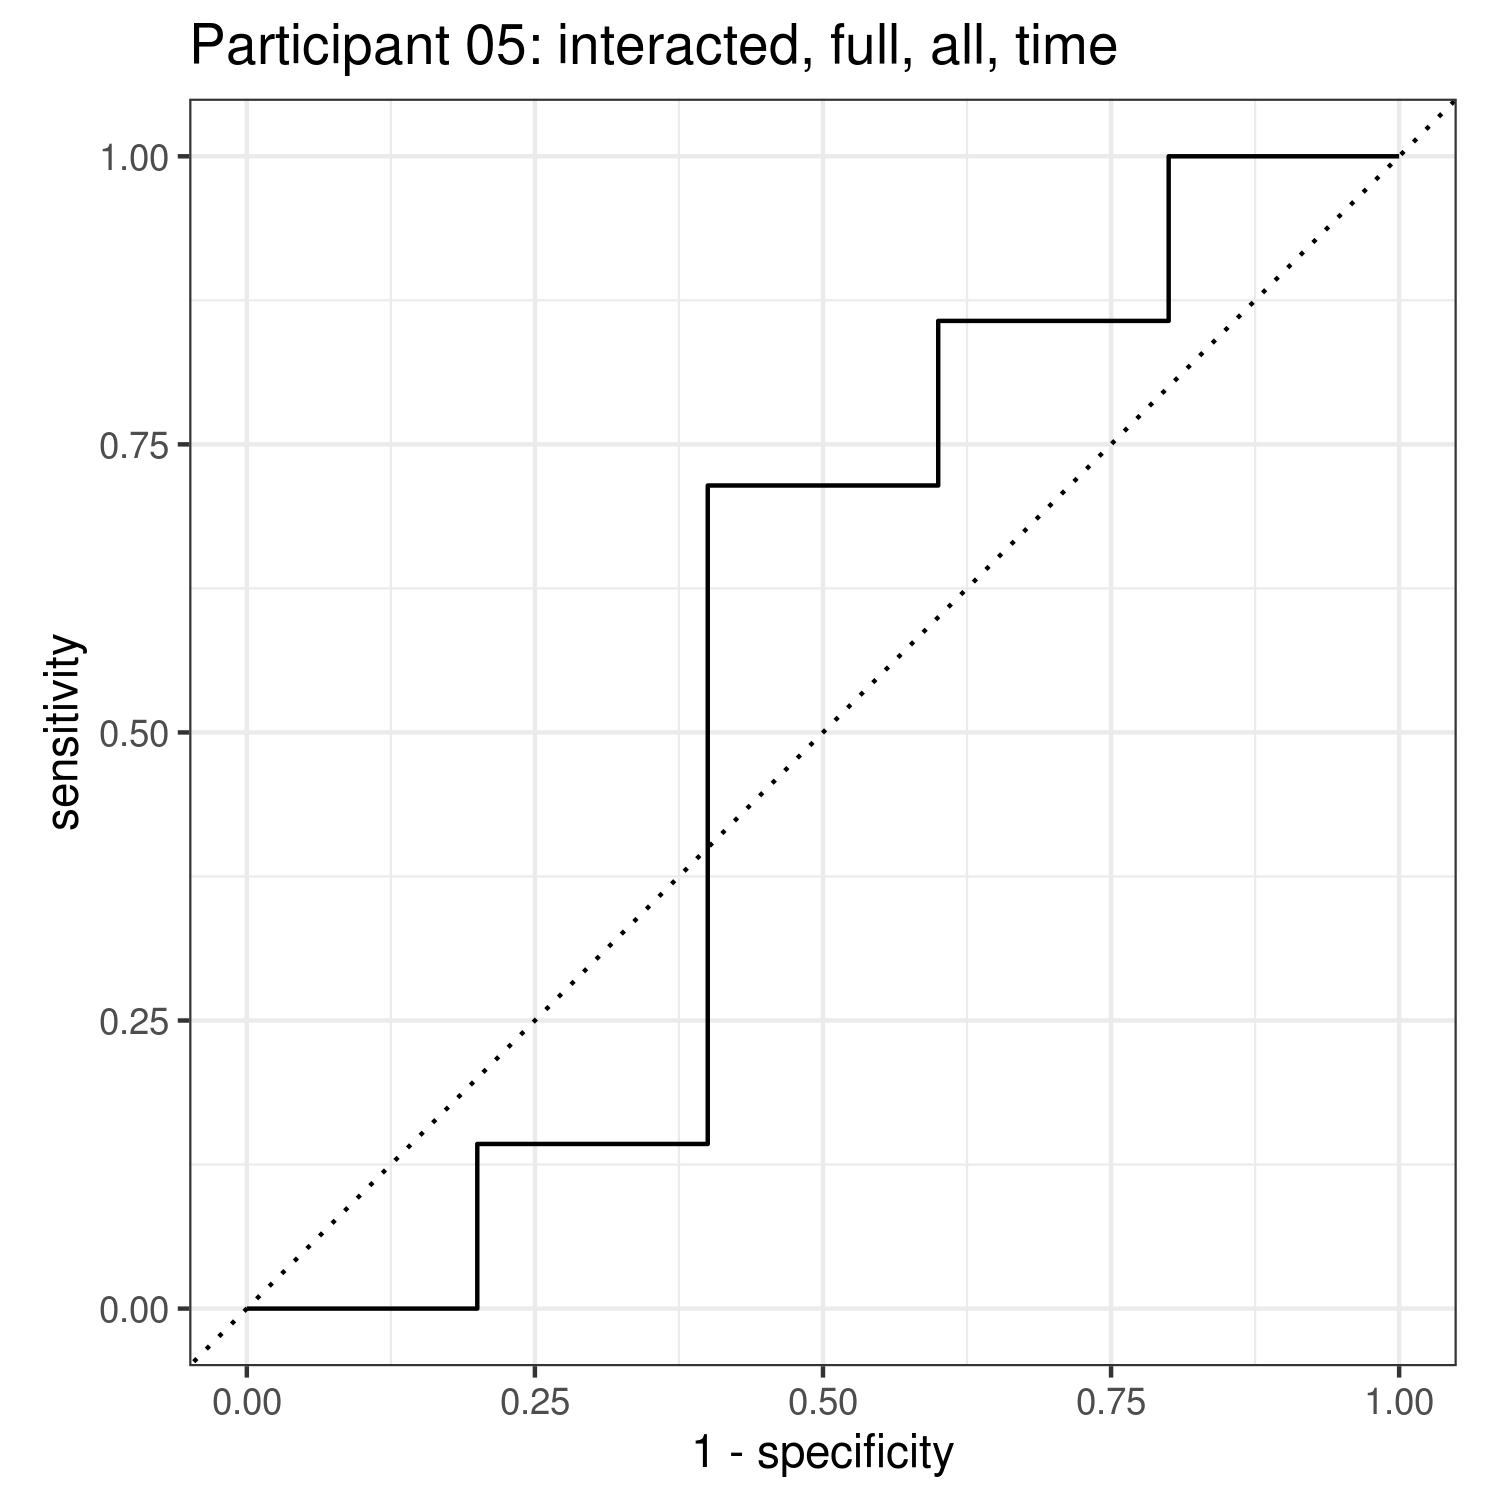 Participant 05: interacted, full, all, time
1.00
0.75
0.50
0.25
0.00
sensitivity
0.00 0.25 0.50 0.75 1.00
1 - specificity